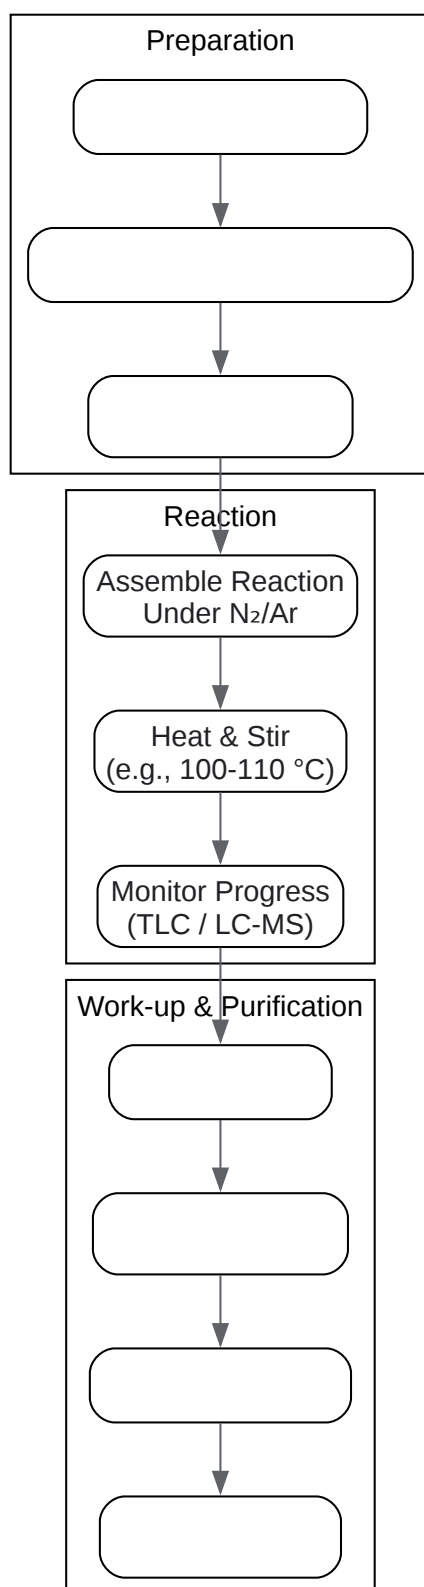 Preparation
Reaction
Assemble Reaction
Under N₂/Ar
Heat & Stir
(e.g., 100-110 °C)
Monitor Progress
(TLC / LC-MS)
Work-up & Purification